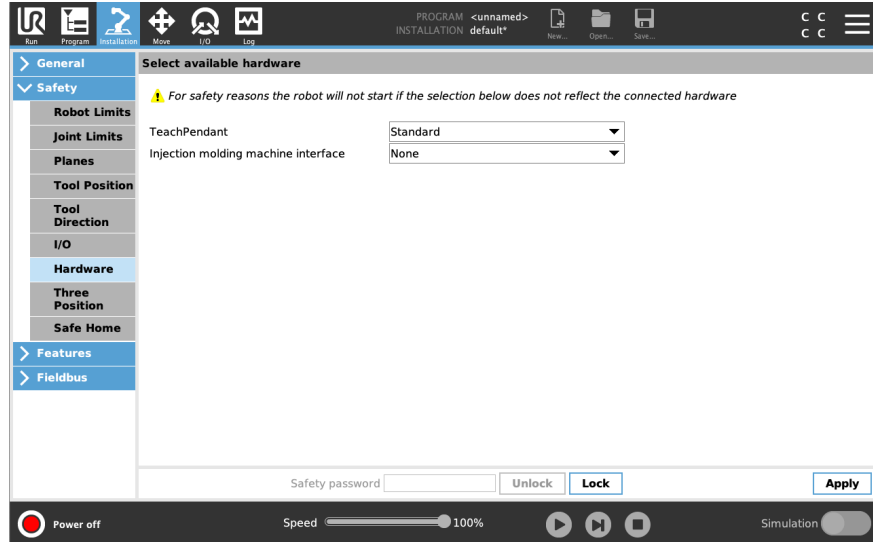 UR
PROGRAM <unnamed>
INSTALLATION default*
C C
C C
Run Program Installation Move I/O Log New... Open... Save...
General
Safety
Robot Limits
Joint Limits
Planes
Tool Position
Tool
Direction
I/O
Hardware
Three
Position
Safe Home
Features
Fieldbus
Select available hardware
For safety reasons the robot will not start if the selection below does not reflect the connected hardware
TeachPendant Standard
Injection molding machine interface None
Safety password Unlock Lock Apply
Power off Speed 100% Simulation